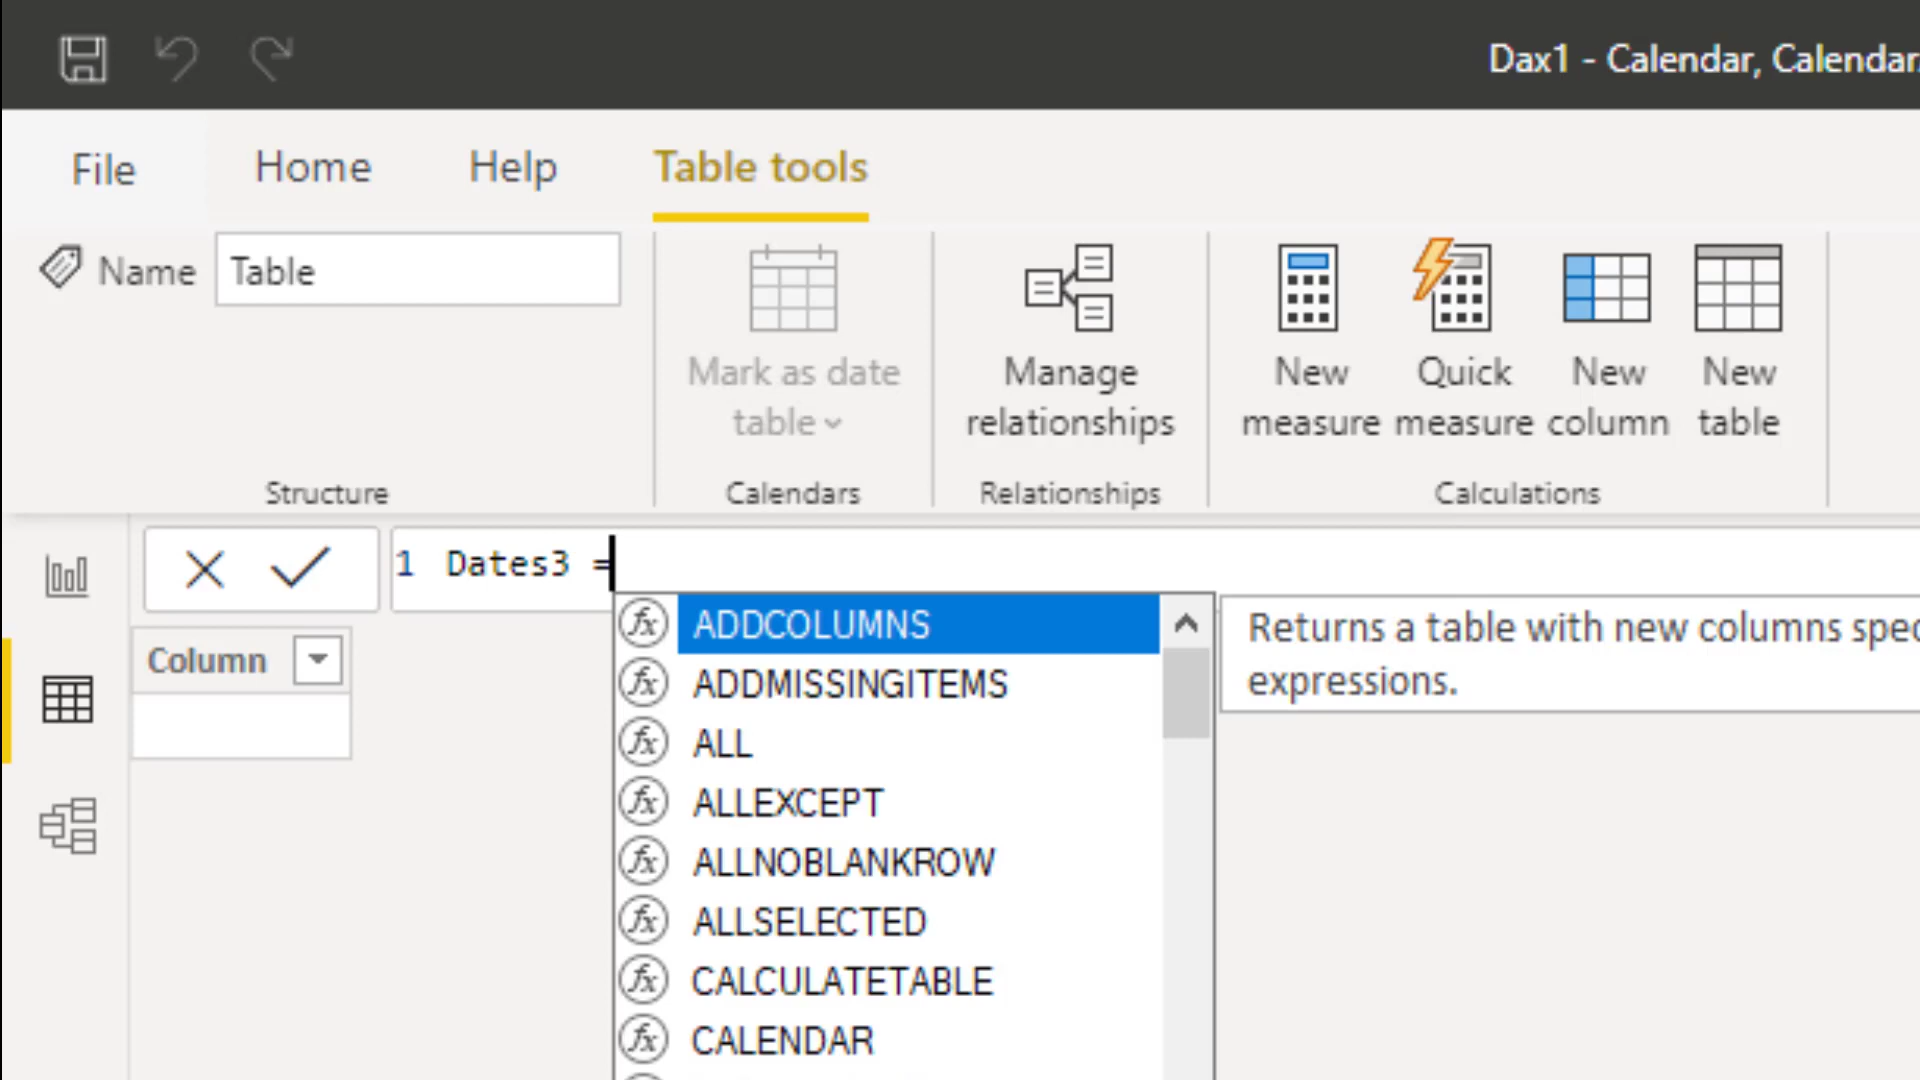 Dax1 - Calendar, Calendar
File Home Help Table tools
Name Table
Mark as date table
Manage relationships
New measure
Quick measure
New column
New table
Structure Calendars Relationships Calculations
1 Dates3 =
Column
ADDCOLUMNS
Returns a table with new columns spec
expressions.
ADDMISSINGITEMS
ALL
ALLEXCEPT
ALLNOBLANKROW
ALLSELECTED
CALCULATETABLE
CALENDAR